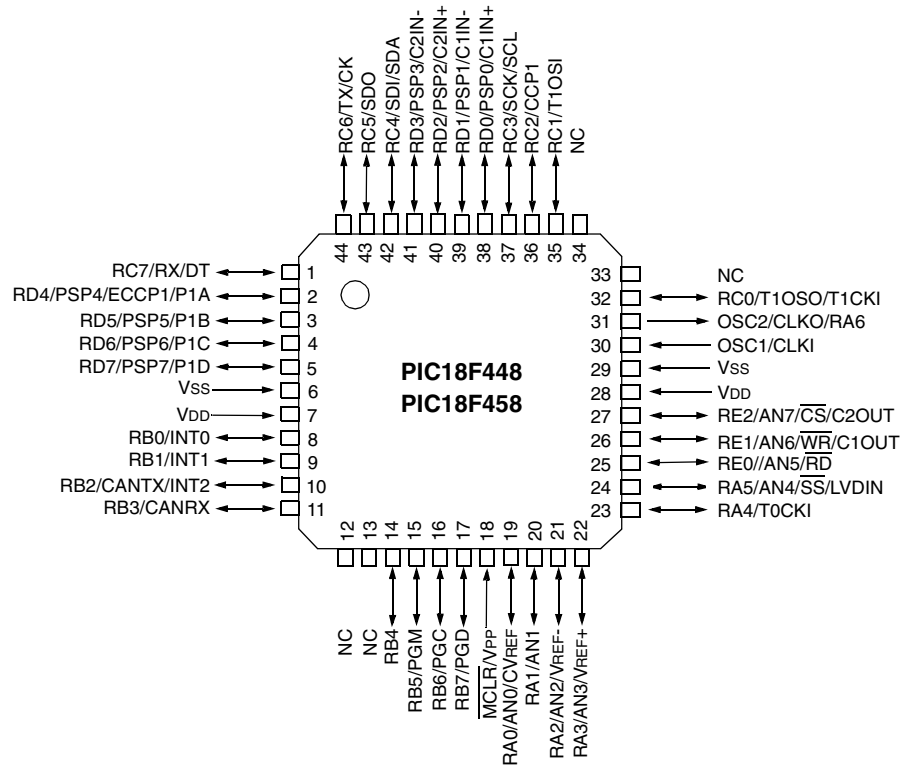 RC6/TX/CK
RC5/SDO
RC4/SDI/SDA
RD3/PSP3/C2IN-
RD2/PSP2/C2IN+
RD1/PSP1/C1IN-
RD0/PSP0/C1IN+
RC3/SCK/SCL
RC2/CCP1
RC1/T1OSI
NC
44
43
42
41
40
39
38
37
36
35
34
RC7/RX/DT 1
RD4/PSP4/ECCP1/P1A 2
RD5/PSP5/P1B 3
RD6/PSP6/P1C 4
RD7/PSP7/P1D 5
VSS 6
VDD 7
RB0/INT0 8
RB1/INT1 9
RB2/CANTX/INT2 10
RB3/CANRX 11
PIC18F448
PIC18F458
33 NC
32 RC0/T1OSO/T1CKI
31 OSC2/CLKO/RA6
30 OSC1/CLKI
29 VSS
28 VDD
27 RE2/AN7/CS/C2OUT
26 RE1/AN6/WR/C1OUT
25 RE0//AN5/RD
24 RA5/AN4/SS/LVDIN
23 RA4/T0CKI
12
13
14
15
16
17
18
19
20
21
22
NC
NC
RB4
RB5/PGM
RB6/PGC
RB7/PGD
MCLR/VPP
RA0/AN0/CVREF
RA1/AN1
RA2/AN2/VREF-
RA3/AN3/VREF+